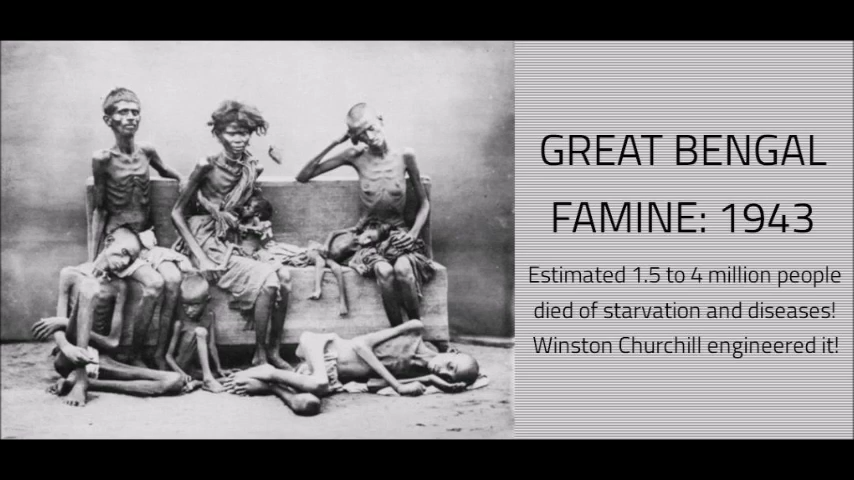 GREAT BENGAL
FAMINE: 1943
Estimated 1.5 to 4 million people
died of starvation and diseases!
Winston Churchill engineered it!